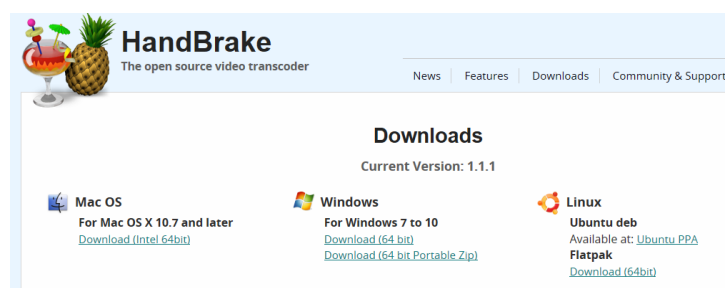 HandBrake
The open source video transcoder
News
Features
Downloads
Community & Support
Downloads
Current Version: 1.1.1
Mac OS
For Mac OS X 10.7 and later
Download (Intel 64bit)
Windows
For Windows 7 to 10
Download (64 bit)
Download (64 bit Portable Zip)
Linux
Ubuntu deb
Available at: Ubuntu PPA
Flatpak
Download (64bit)